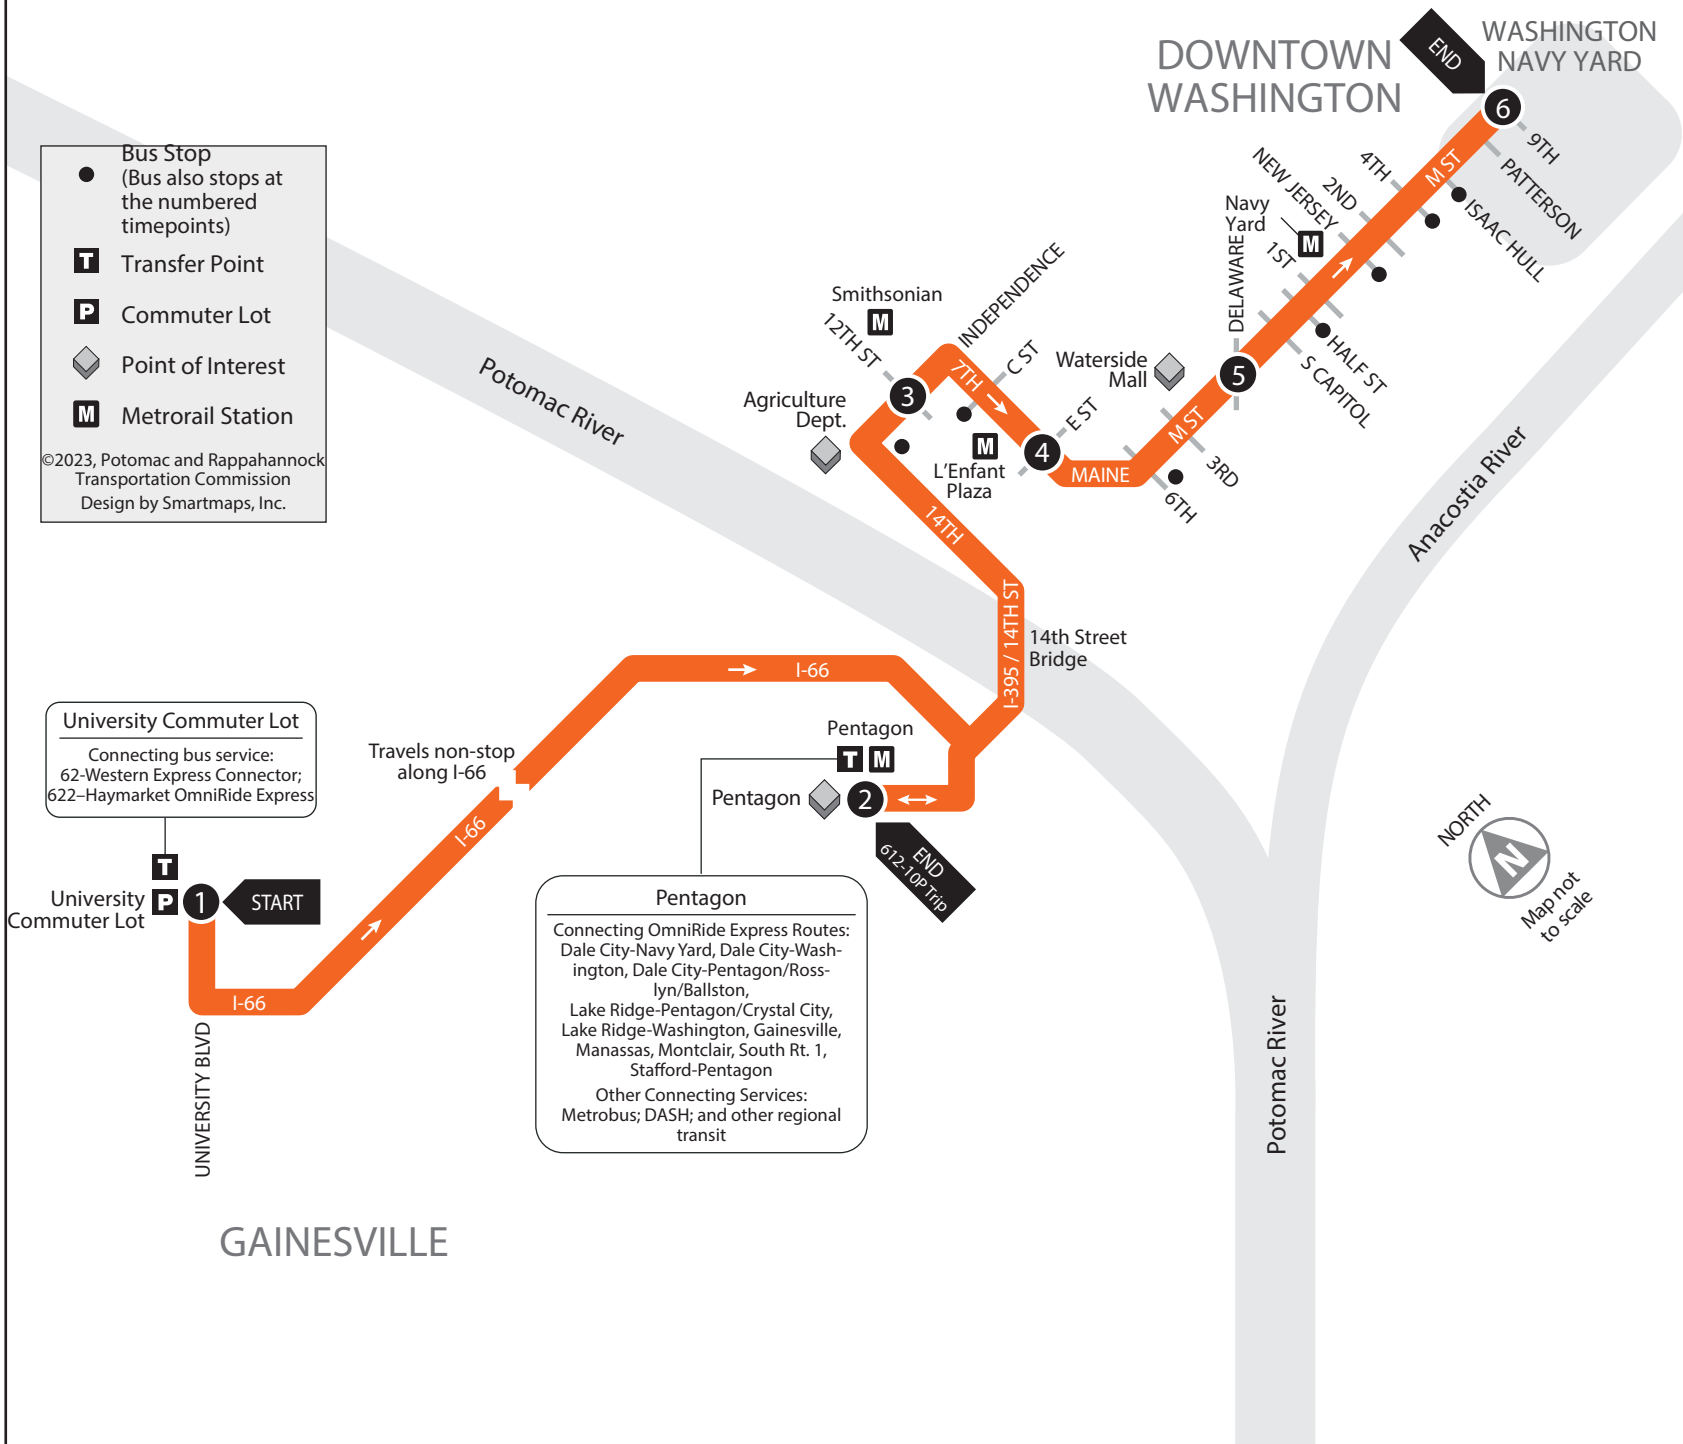 DOWNTOWN
WASHINGTON
END
WASHINGTON
NAVY YARD
6
9TH
PATTERSON
ISAAC HULL
M ST
4TH
2ND
NEW JERSEY
Navy
Yard
M
1ST
DELAWARE
HALF ST
S CAPITOL
5
Waterside
Mall
M ST
3RD
6TH
MAINE
E ST
4
C ST
7TH
INDEPENDENCE
Smithsonian
M
12TH ST
3
Agriculture
Dept.
M
L'Enfant
Plaza
14TH
I-395 / 14TH ST
14th Street
Bridge
Bus Stop
(Bus also stops at
the numbered
timepoints)
T
Transfer Point
P
Commuter Lot
Point of Interest
M
Metrorail Station
©2023, Potomac and Rappahannock
Transportation Commission
Design by Smartmaps, Inc.
Potomac River
Anacostia River
Potomac River
I-66
Travels non-stop
along I-66
I-66
I-66
University Commuter Lot
Connecting bus service:
62-Western Express Connector;
622–Haymarket OmniRide Express
T
University
Commuter Lot
P
1
START
UNIVERSITY BLVD
GAINESVILLE
Pentagon
T
M
Pentagon
2
END
612-10P Trip
Pentagon
Connecting OmniRide Express Routes:
Dale City-Navy Yard, Dale City-Wash-
ington, Dale City-Pentagon/Ross-
lyn/Ballston,
Lake Ridge-Pentagon/Crystal City,
Lake Ridge-Washington, Gainesville,
Manassas, Montclair, South Rt. 1,
Stafford-Pentagon
Other Connecting Services:
Metrobus; DASH; and other regional
transit
NORTH
N
Map not
to scale